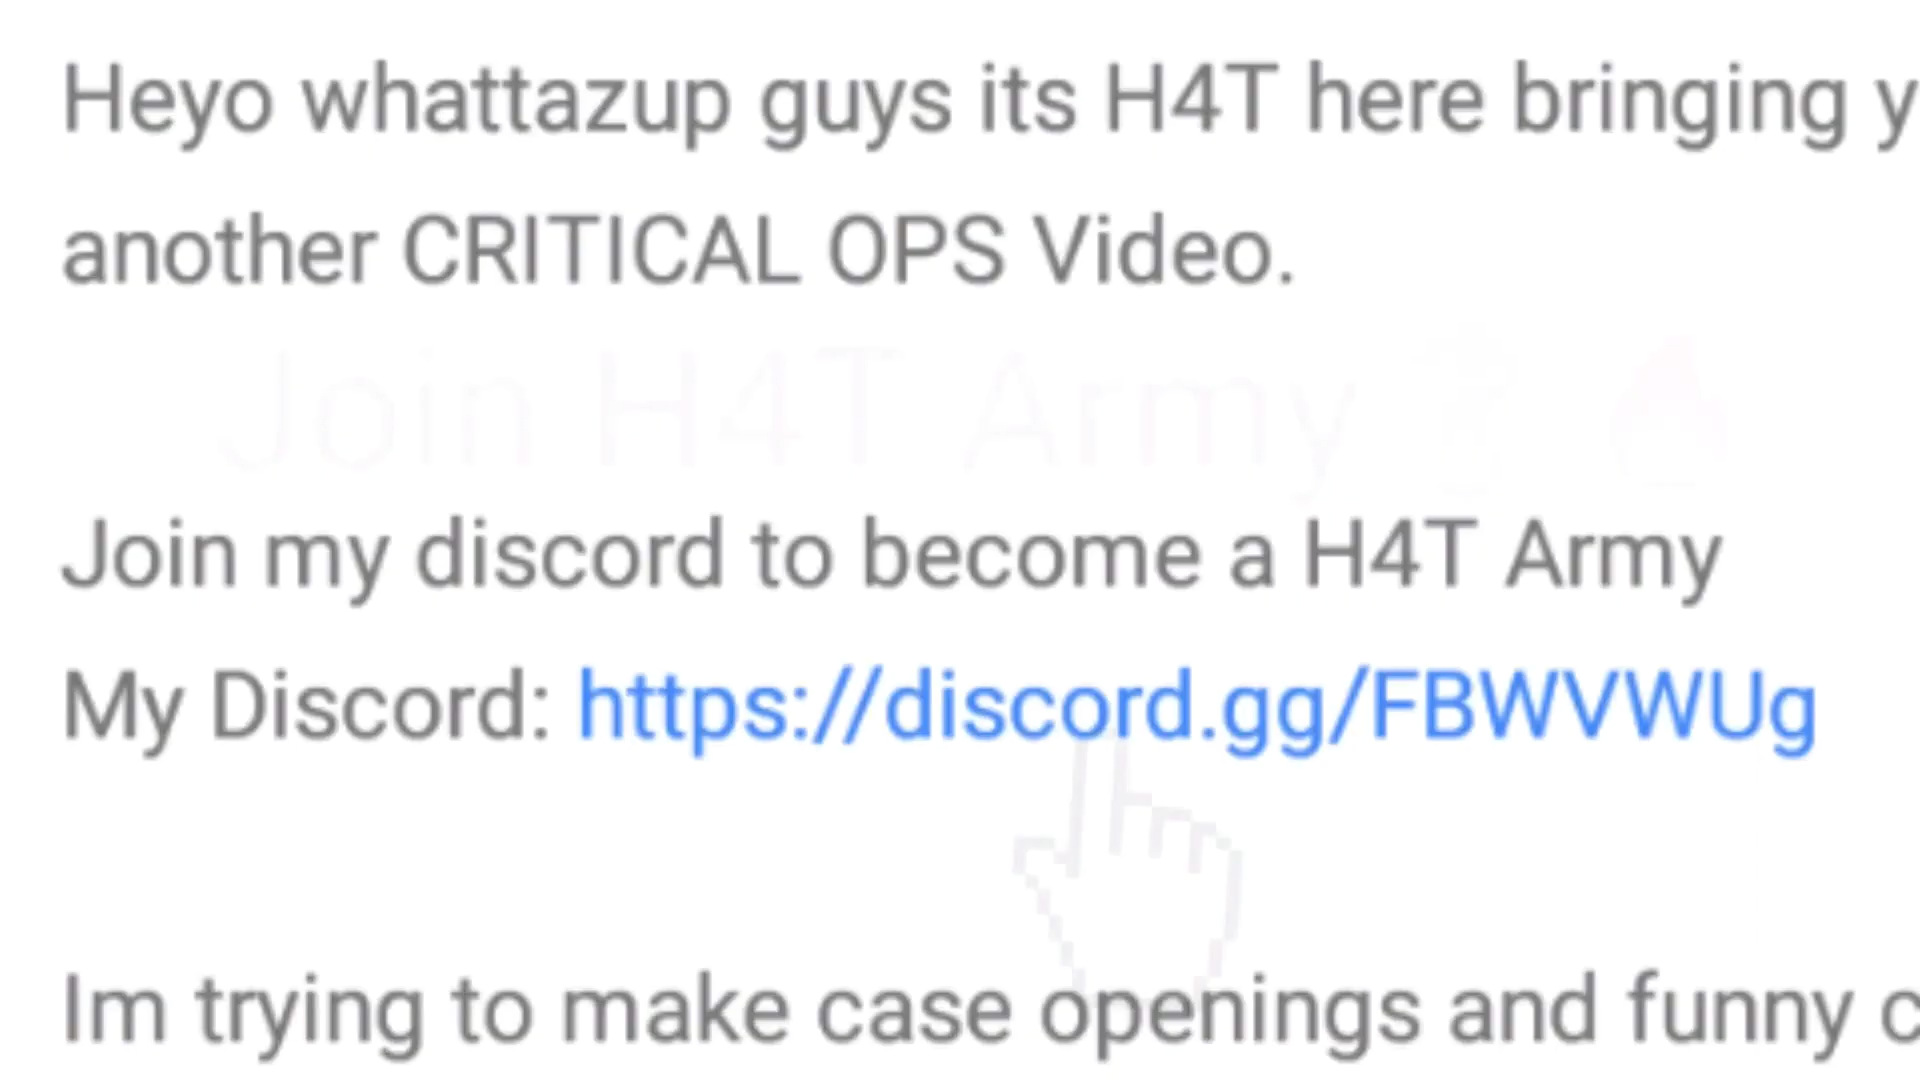 Heyo whattazup guys its H4T here bringing y
another CRITICAL OPS Video.
Join H4T Army
Join my discord to become a H4T Army
My Discord: https://discord.gg/FBWVWUg
Im trying to make case openings and funny c